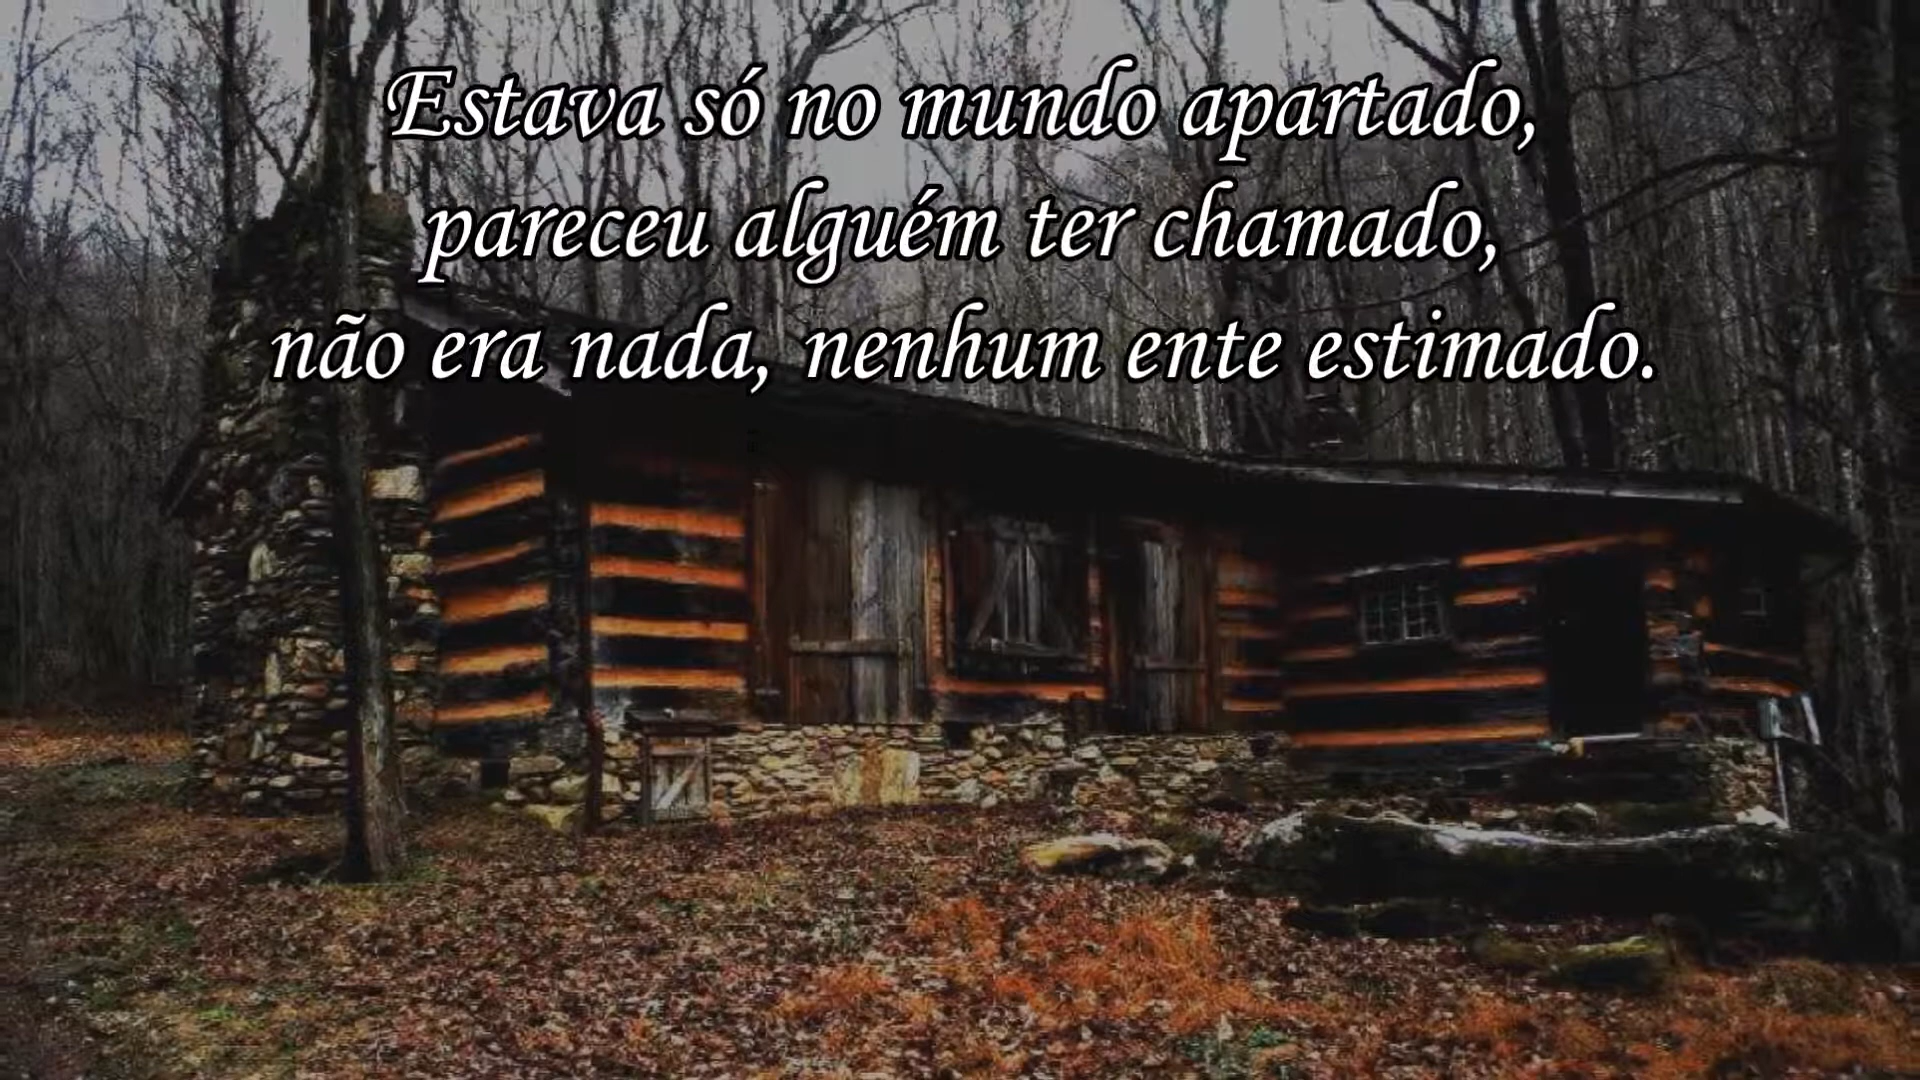 Estava só no mundo apartado,
pareceu alguém ter chamado,
não era nada, nenhum ente estimado.